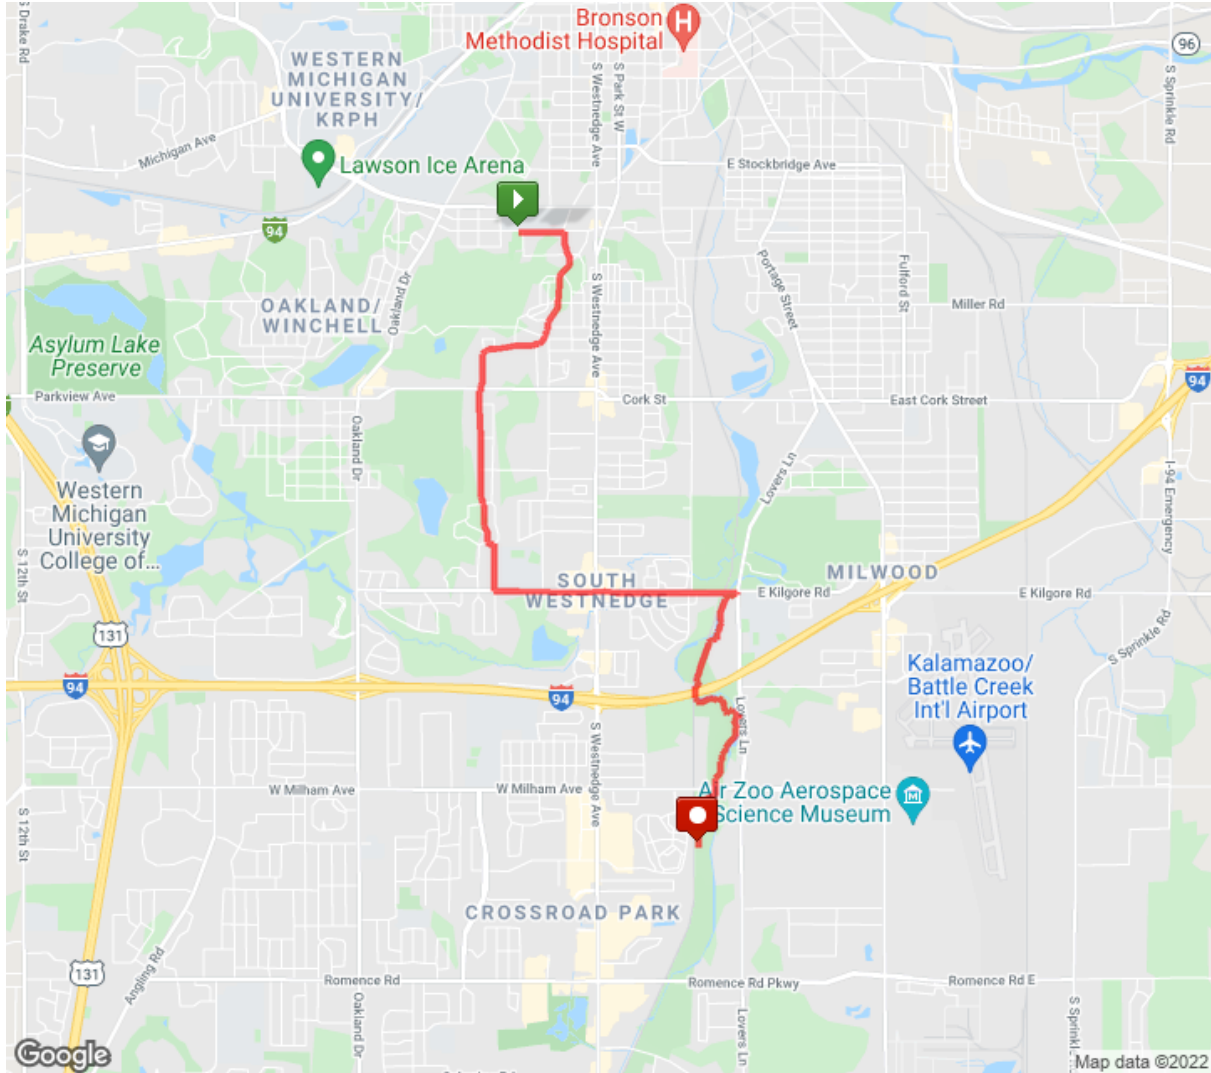 S Drake Rd
Bronson
Methodist Hospital
H
96
WESTERN
MICHIGAN
UNIVERSITY/
KRPH
S Westnedge Ave
S Park St W
S Sprinkle Rd
Michigan Ave
Lawson Ice Arena
E Stockbridge Ave
94
Portage Street
Fulford St
S Westnedge Ave
Oakland Dr
OAKLAND/
WINCHELL
Miller Rd
Asylum Lake
Preserve
94
Parkview Ave
Cork St
East Cork Street
Oakland Dr
Lovers Ln
I-94 Emergency
Western
Michigan
University
College of...
S 12th St
SOUTH
WESTNEDGE
MILWOOD
E Kilgore Rd
E Kilgore Rd
131
S Sprinkle Rd
94
94
Kalamazoo/
Battle Creek
Int'l Airport
S Westnedge Ave
Lovers Ln
W Milham Ave
W Milham Ave
Air Zoo Aerospace
Science Museum
M
S 12th St
CROSSROAD PARK
131
Angling Rd
Romence Rd
Romence Rd Pkwy
Romence Rd E
Oakland Dr
Lovers Ln
Google
Map data ©2022